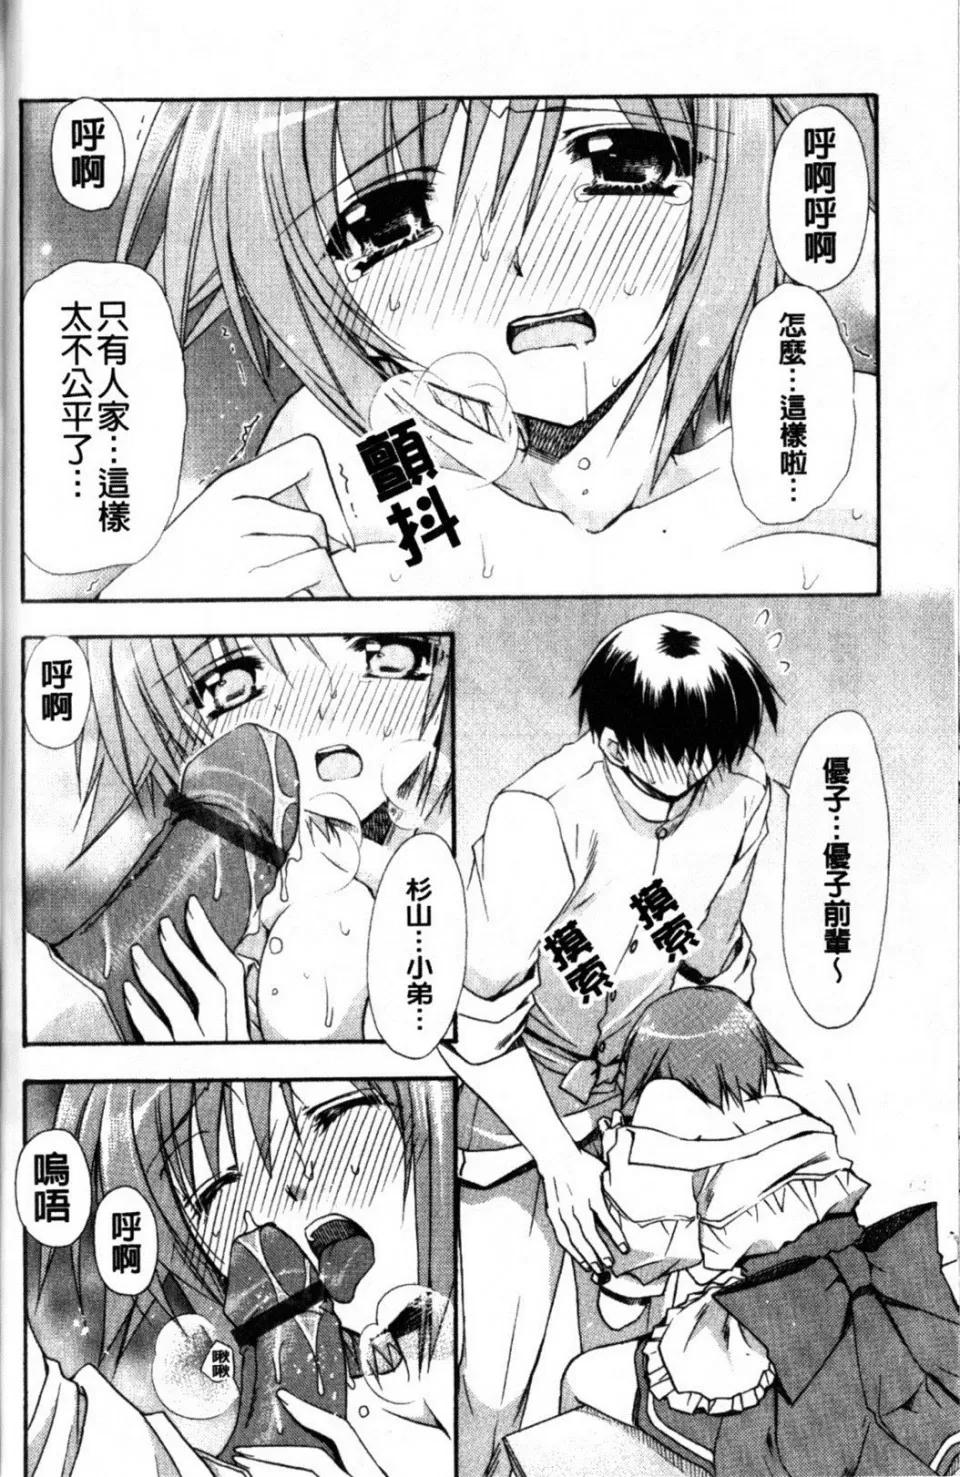 呼啊呼啊
怎麼…這樣啦…
呼啊
只有人家…這樣
太不公平了…
顫抖
優子…優子前輩～
摸索
摸索
呼啊
杉山…小弟…
嗚唔
呼啊
啾啾